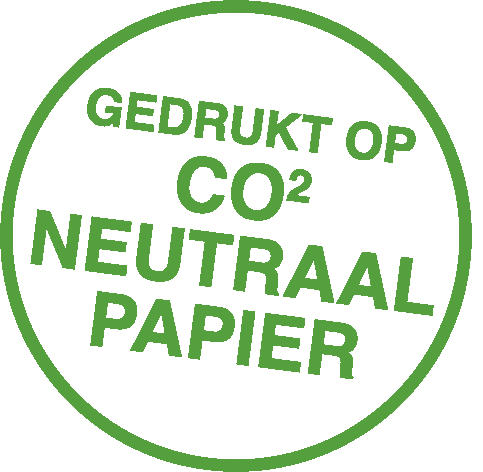 GEDRUKT OP
CO²
NEUTRAAL
PAPIER